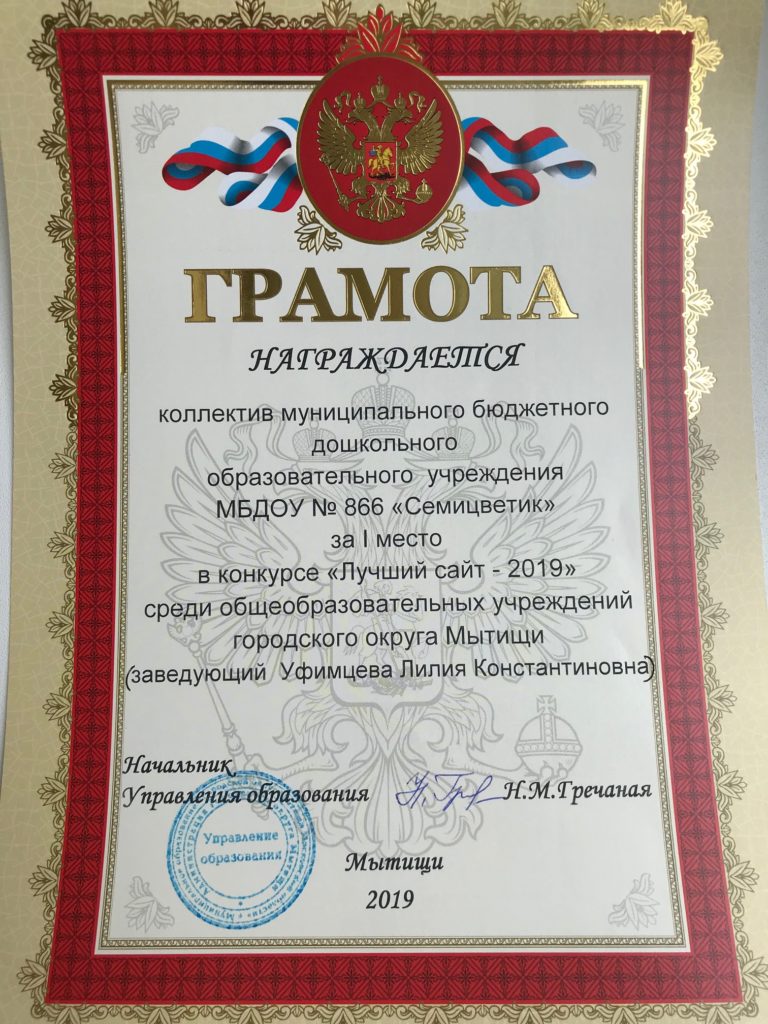 ГРАМОТА
НАГРАЖДАЕТСЯ
коллектив муниципального бюджетного
дошкольного
образовательного учреждения
МБДОУ № 866 «Семицветик»
за I место
в конкурсе «Лучший сайт - 2019»
среди общеобразовательных учреждений
городского округа Мытищи
(заведующий Уфимцева Лилия Константиновна)
Начальник
Управления образования Н.М.Гречаная
Управление
образования
Мытищи
2019